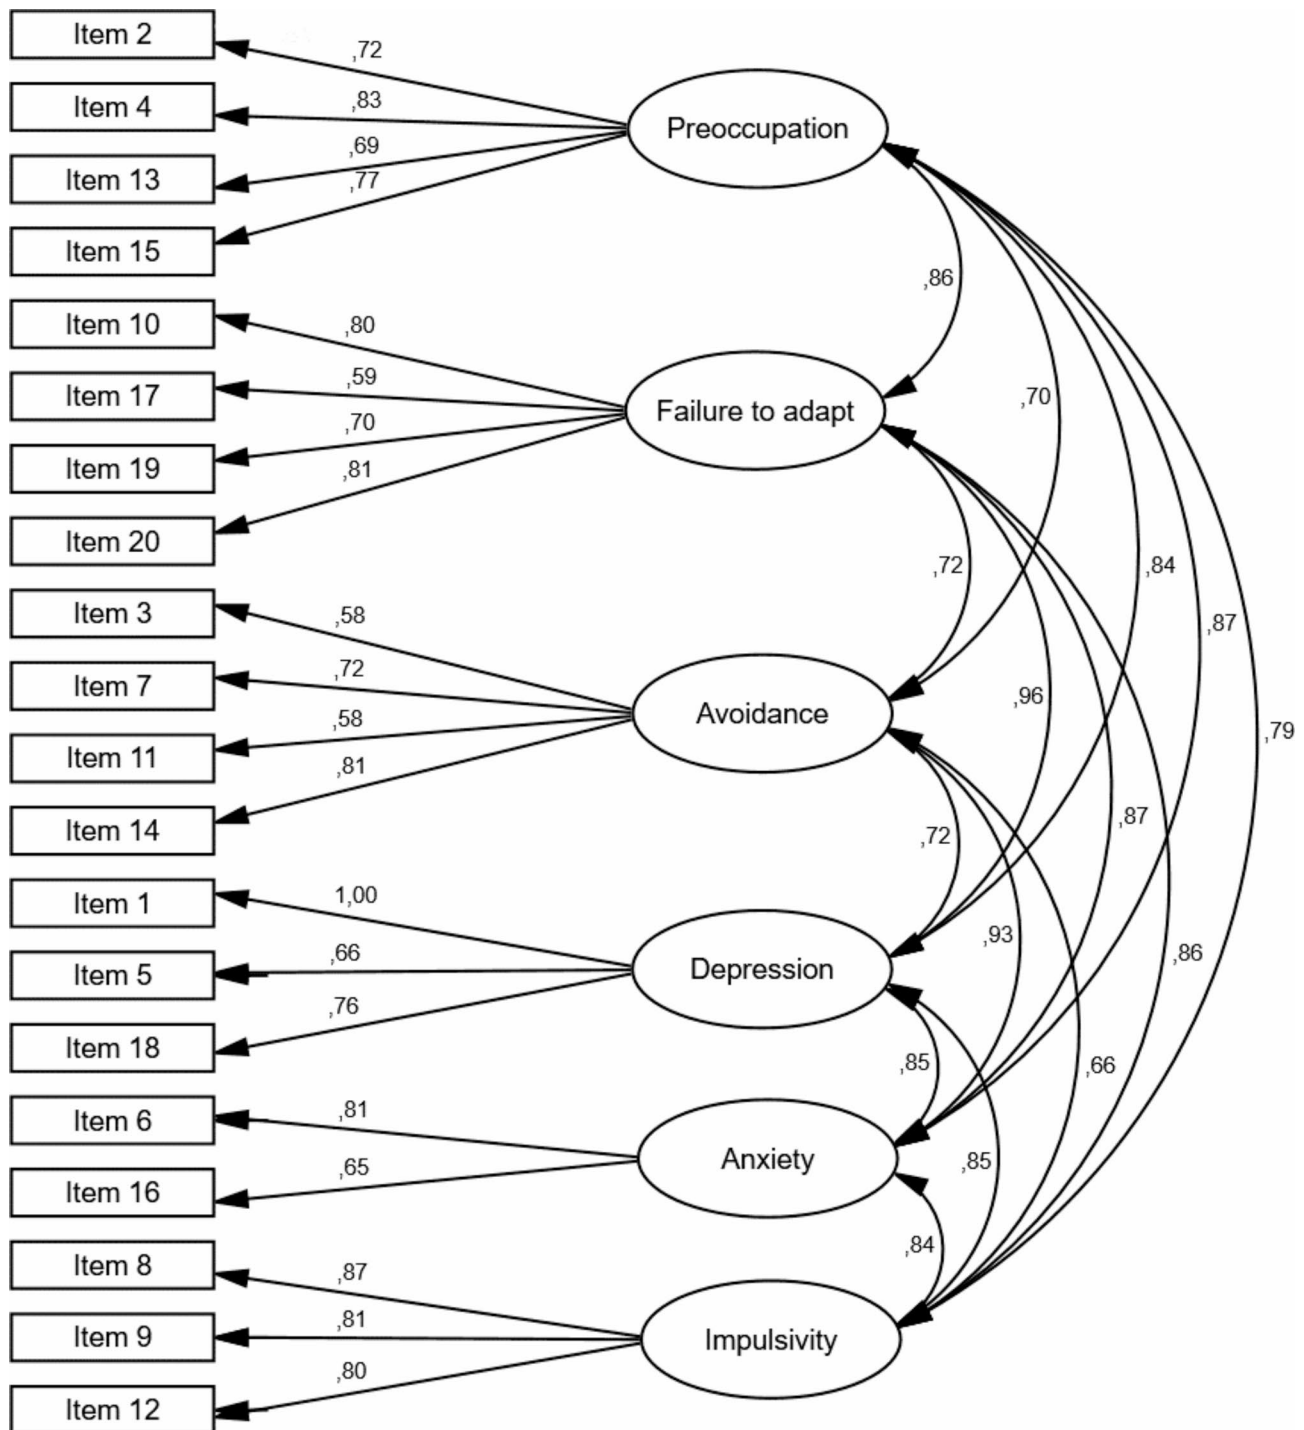 Item 2
,72
Item 4
,83
Preoccupation
,69
Item 13
,77
Item 15
,86
Item 10
,80
Item 17
,59
,70
Failure to adapt
,70
Item 19
,81
Item 20
,72
,84
Item 3
,58
,87
Item 7
,72
,96
Avoidance
,58
,79
Item 11
,81
Item 14
,87
,72
Item 1
1,00
,93
,66
,86
Item 5
Depression
,76
Item 18
,85
,66
Item 6
,81
Anxiety
,85
,65
Item 16
,84
Item 8
,87
,81
Item 9
Impulsivity
,80
Item 12